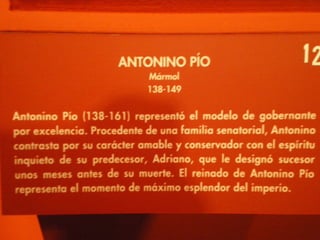 12
ANTONINO PÍO
Mármol
138-149
Antonino Pío (138-161) representó el modelo de gobernante
por excelencia. Procedente de una familia senatorial, Antonino
contrasta por su carácter amable y conservador con el espíritu
inquieto de su predecesor, Adriano, que le designó sucesor
unos meses antes de su muerte. El reinado de Antonino Pío
representa el momento de máximo esplendor del imperio.